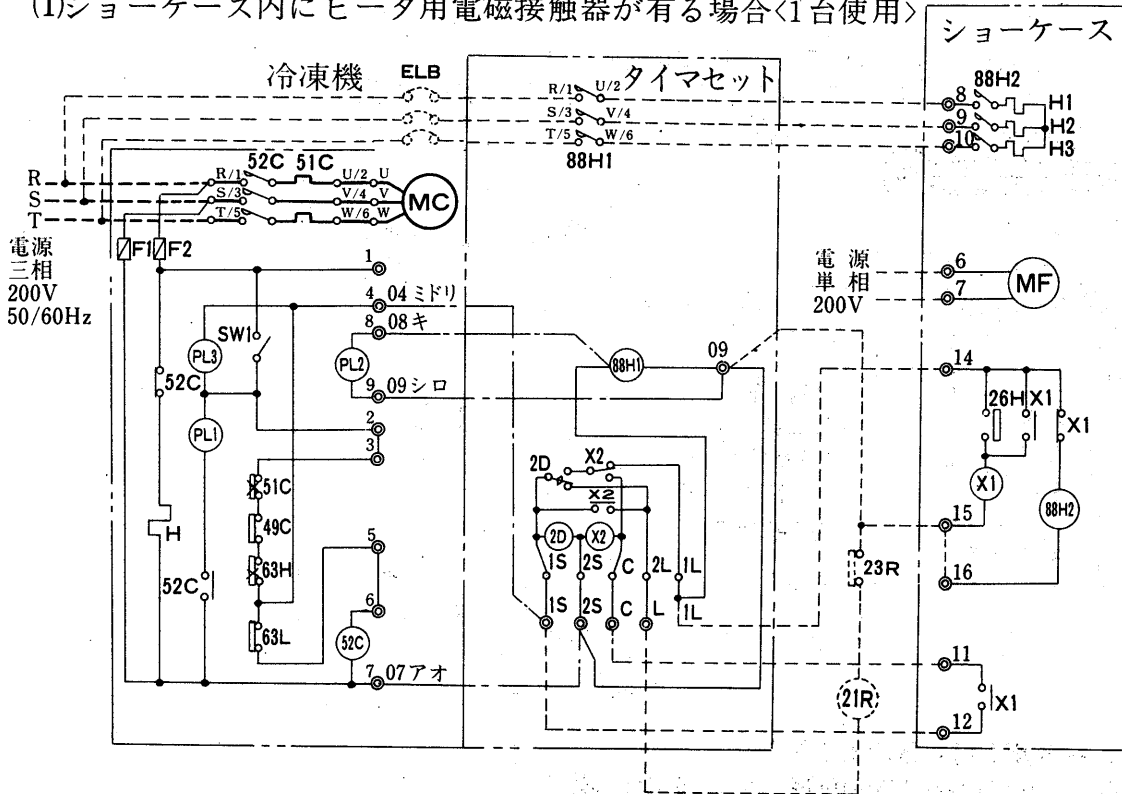 (1)ショーケース内にヒータ用電磁接触器が有る場合<1台使用>
ショーケース
冷凍機
ELB
タイマセット
R/1 U/2
S/3 V/4
T/5 W/6
88H1
8 88H2 H1
9 H2
10 H3
52C 51C
R R/1 U/2 U
S S/3 V/4 V MC
T T/5 W/6 W
電源
三相
200V
50/60Hz
F1 F2
1
4 04 ミドリ
8 08キ
SW1
PL3
PL2
52C
9 09シロ
PL1
2
3
51C
49C
H
63H
5
52C
6
63L
52C
7 07アオ
88H1
09
2D X2
X2
2D X2
1S 2S C 2L 1L
1S 2S C L 1L
電源
単相
200V
6
7
MF
14
26H X1 X1
X1
88H2
15
23R
16
11
21R
X1
12